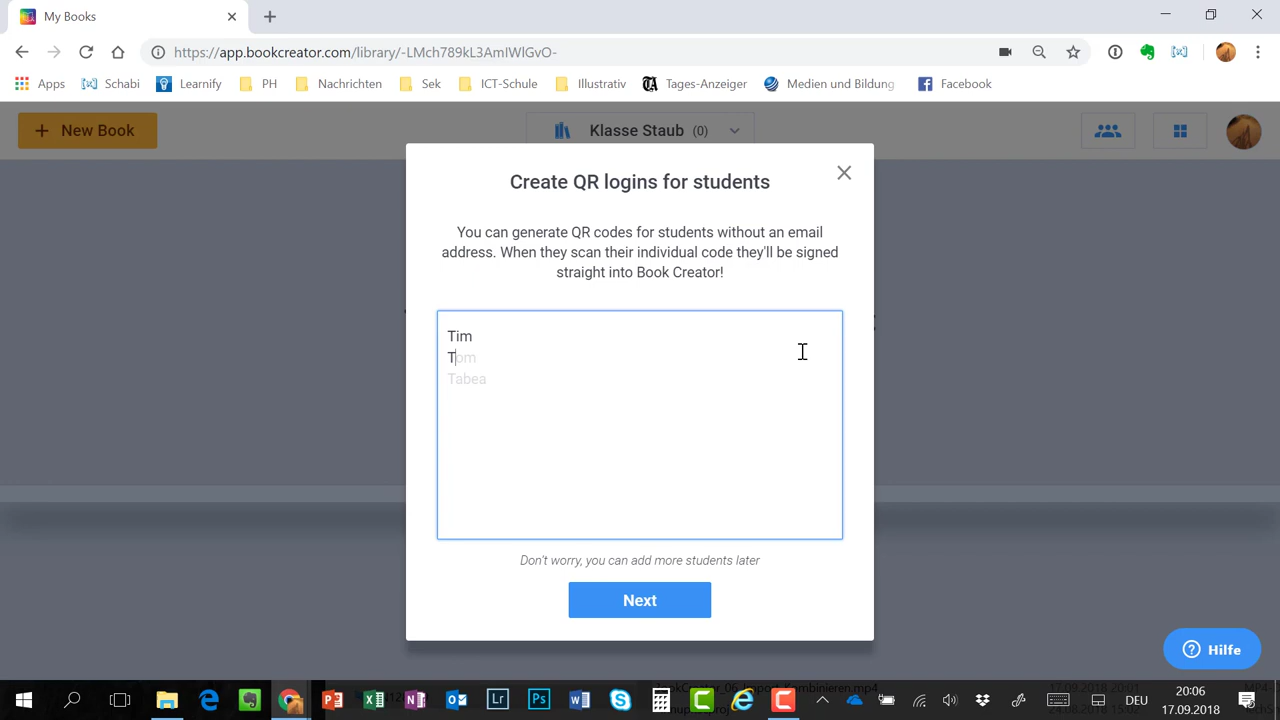 My Books
https://app.bookcreator.com/library/-LMch789kL3AmIWlGvO-
Apps
Schabi
Learnify
PH
Nachrichten
Sek
ICT-Schule
Illustrativ
Tages-Anzeiger
Medien und Bildung
Facebook
+ New Book
Klasse Staub (0)
Create QR logins for students
You can generate QR codes for students without an email
address. When they scan their individual code they'll be signed
straight into Book Creator!
Tim
Tom
Tabea
Don't worry, you can add more students later
Next
? Hilfe
DEU
20:06
17.09.2018